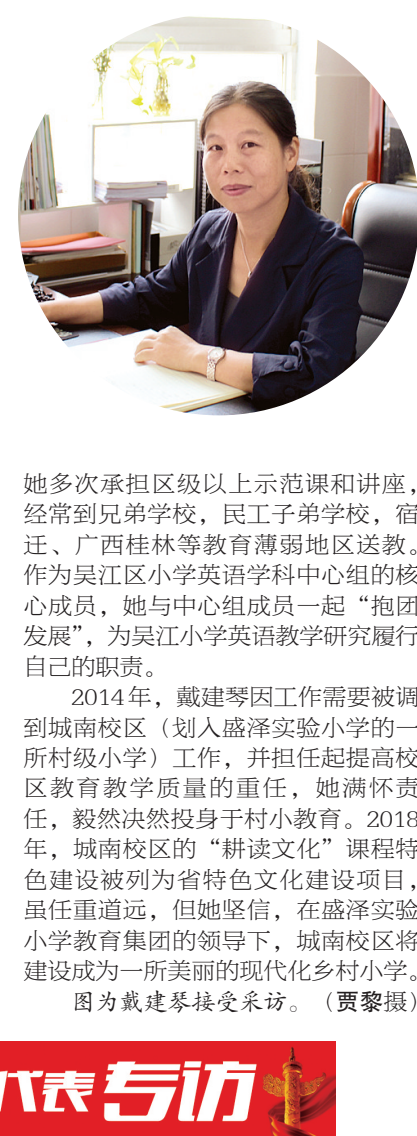 她多次承担区级以上示范课和讲座，
经常到兄弟学校，民工子弟学校，宿
迁、广西桂林等教育薄弱地区送教。
作为吴江区小学英语学科中心组的核
心成员，她与中心组成员一起“抱团
发展”，为吴江小学英语教学研究履行
自己的职责。
2014年，戴建琴因工作需要被调
到城南校区（划入盛泽实验小学的一
所村级小学）工作，并担任起提高校
区教育教学质量的重任，她满怀责
任，毅然决然投身于村小教育。2018
年，城南校区的“耕读文化”课程特
色建设被列为省特色文化建设项目，
虽任重道远，但她坚信，在盛泽实验
小学教育集团的领导下，城南校区将
建设成为一所美丽的现代化乡村小学。
图为戴建琴接受采访。（贾黎摄）
代表专访